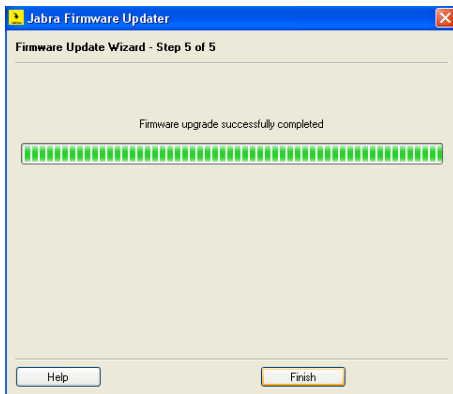 Jabra Firmware Updater
Firmware Update Wizard - Step 5 of 5
Firmware upgrade successfully completed
Help
Finish